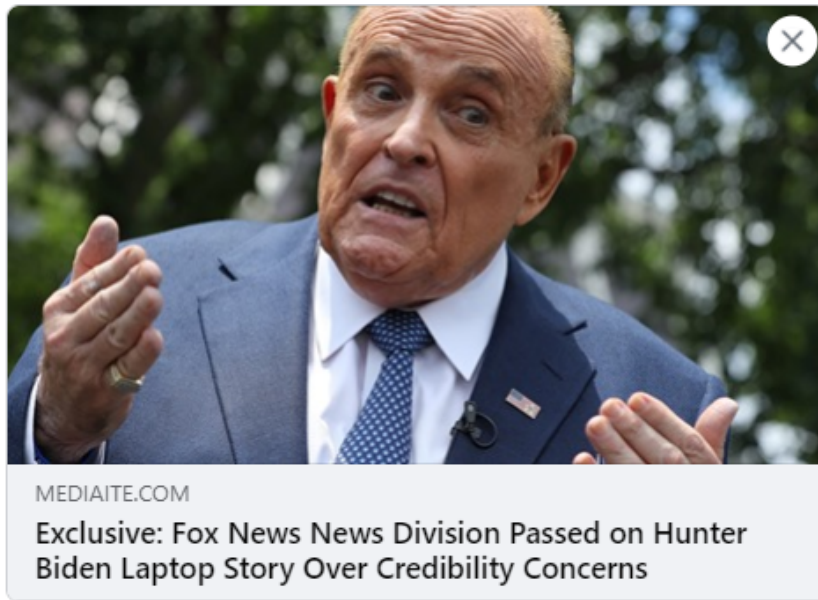 MEDIAITE.COM
Exclusive: Fox News News Division Passed on Hunter
Biden Laptop Story Over Credibility Concerns